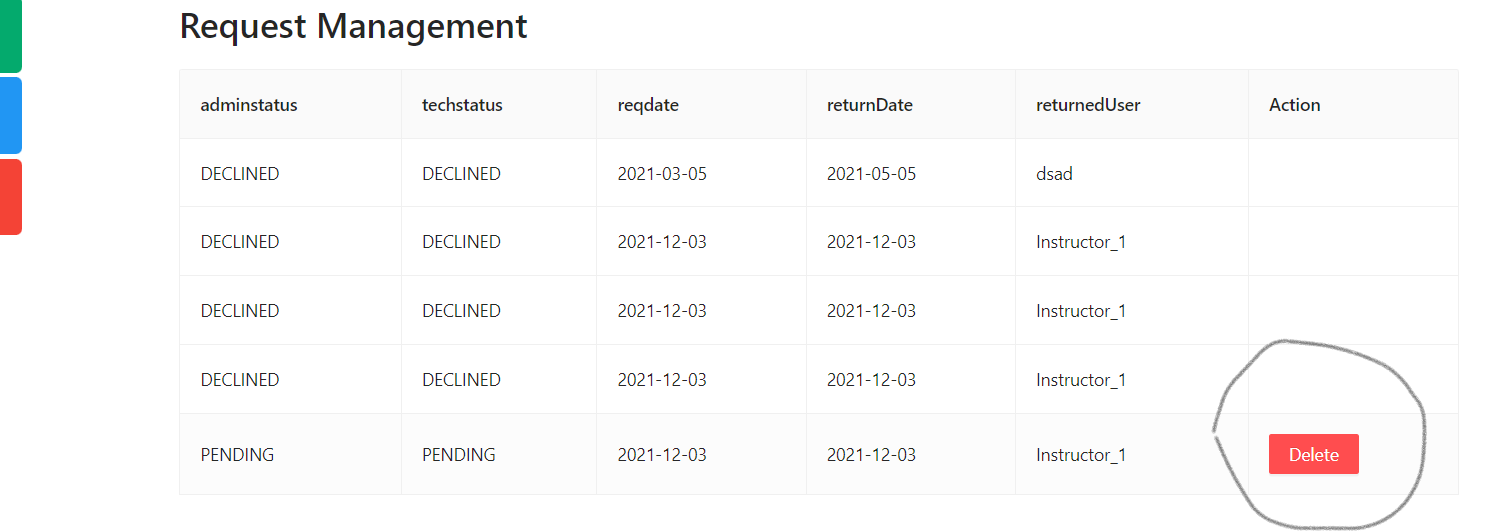 Request Management
adminstatus techstatus reqdate returnDate returnedUser Action
DECLINED DECLINED 2021-03-05 2021-05-05 dsad
DECLINED DECLINED 2021-12-03 2021-12-03 Instructor_1
DECLINED DECLINED 2021-12-03 2021-12-03 Instructor_1
DECLINED DECLINED 2021-12-03 2021-12-03 Instructor_1
PENDING PENDING 2021-12-03 2021-12-03 Instructor_1 Delete